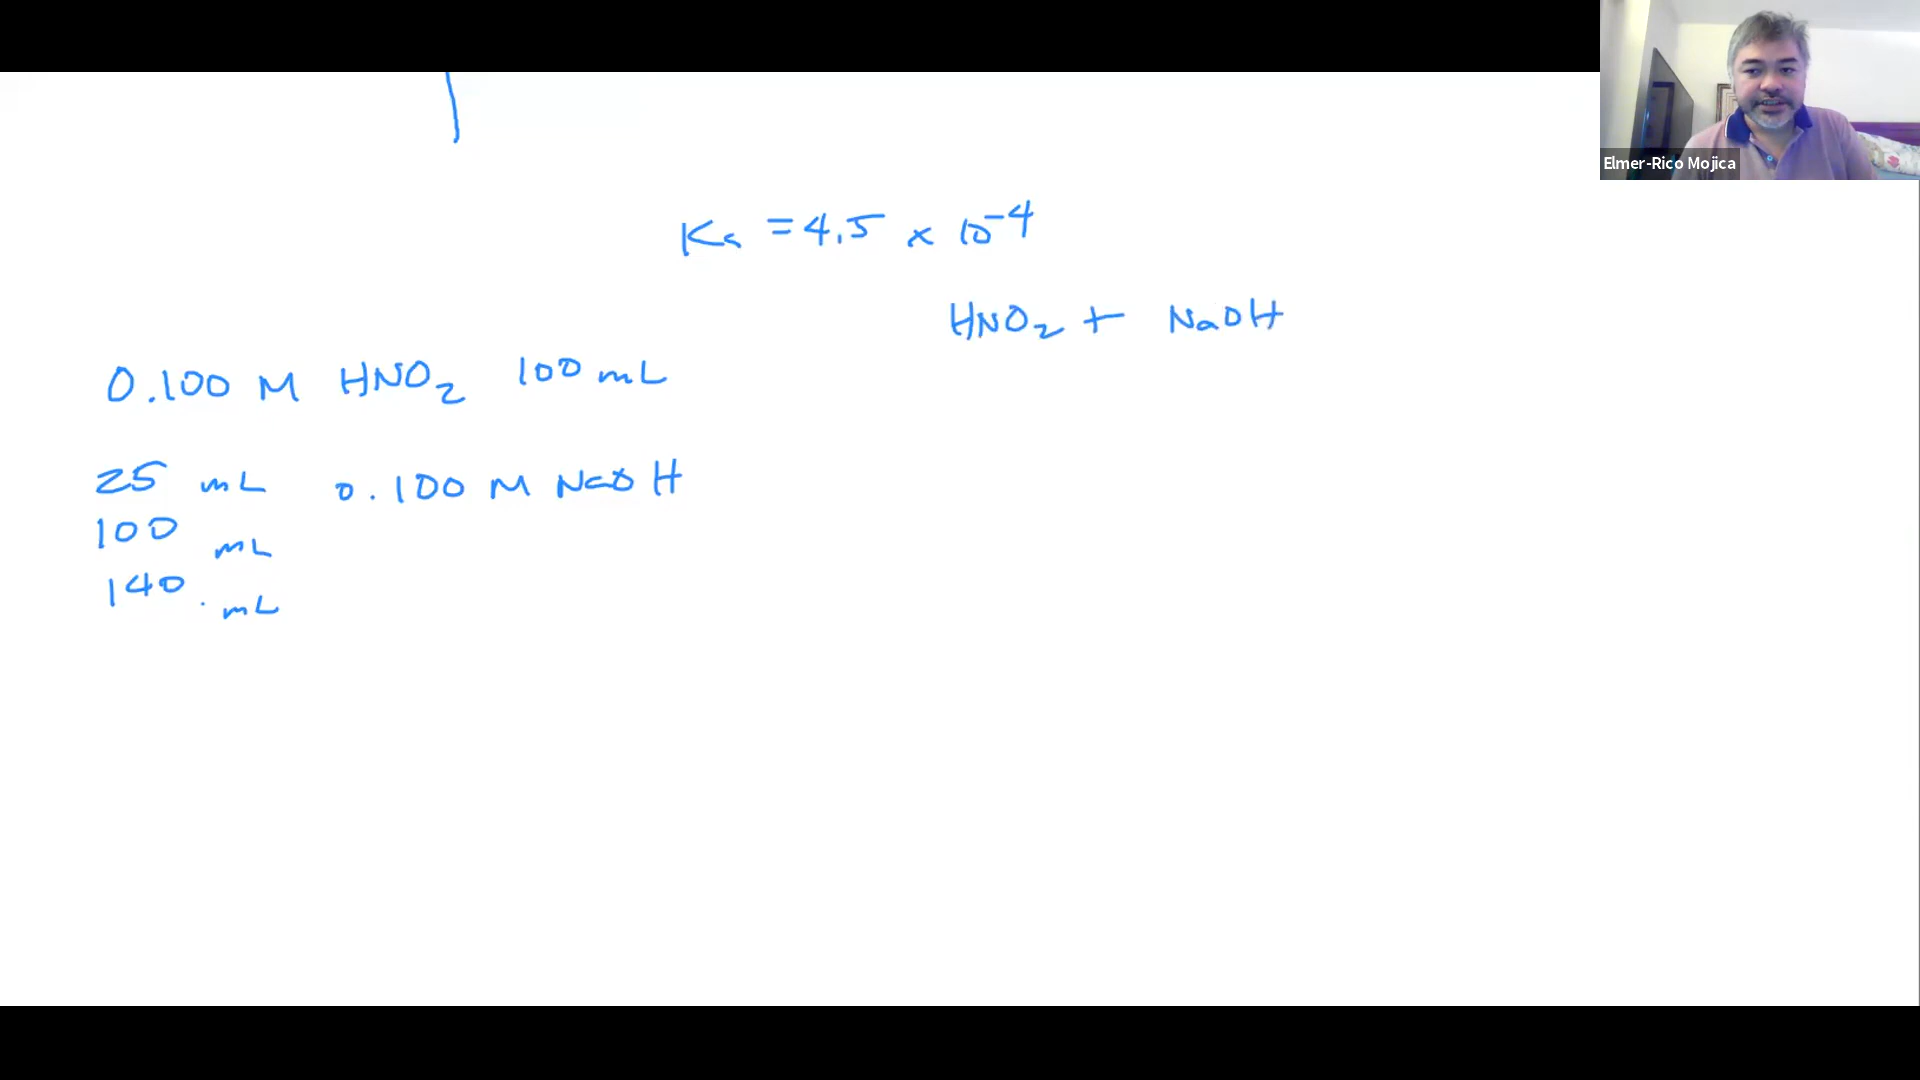 Elmer-Rico Mojica
Ka = 4.5 x 10⁻⁴
HNO₂ + NaOH
0.100 M HNO₂ 100 mL
25 mL 0.100 M NaOH
100 mL
140. mL